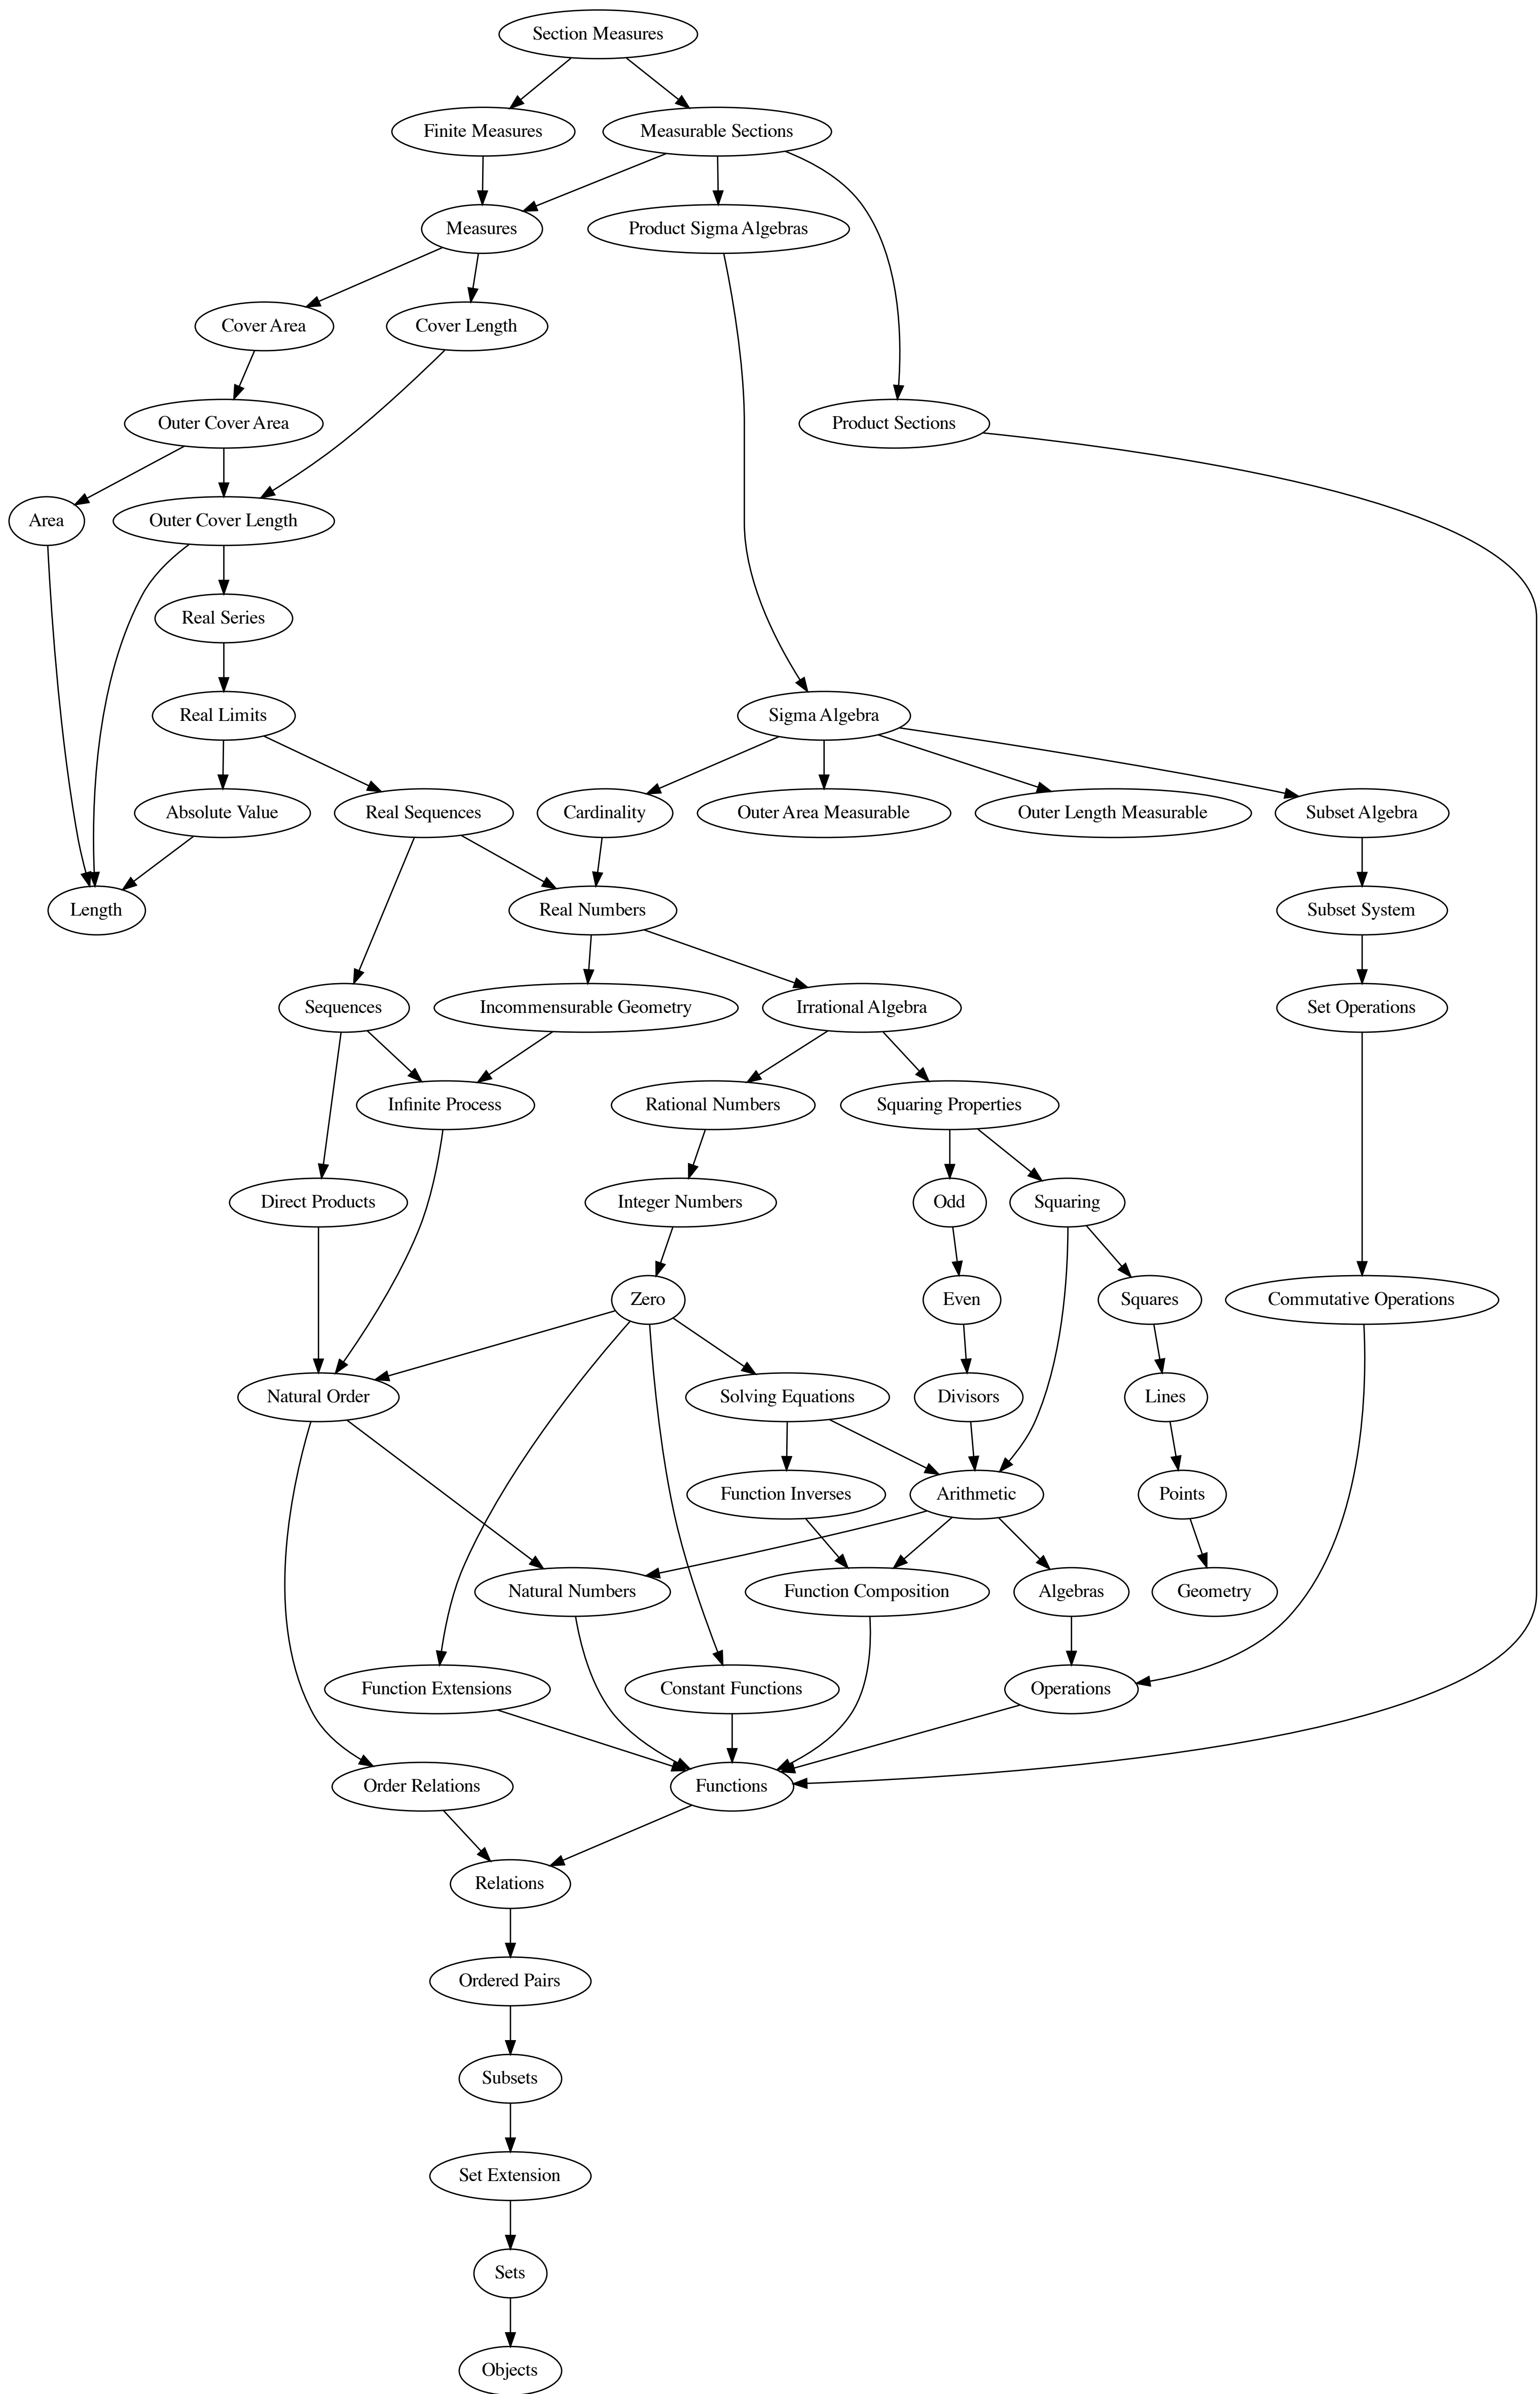 Section Measures
Finite Measures
Measurable Sections
Measures
Product Sigma Algebras
Cover Area
Cover Length
Outer Cover Area
Product Sections
Area
Outer Cover Length
Real Series
Real Limits
Sigma Algebra
Absolute Value
Real Sequences
Cardinality
Outer Area Measurable
Outer Length Measurable
Subset Algebra
Length
Real Numbers
Subset System
Sequences
Incommensurable Geometry
Irrational Algebra
Set Operations
Infinite Process
Rational Numbers
Squaring Properties
Direct Products
Integer Numbers
Odd
Squaring
Zero
Even
Squares
Commutative Operations
Natural Order
Solving Equations
Divisors
Lines
Function Inverses
Arithmetic
Points
Natural Numbers
Function Composition
Algebras
Geometry
Function Extensions
Constant Functions
Operations
Order Relations
Functions
Relations
Ordered Pairs
Subsets
Set Extension
Sets
Objects